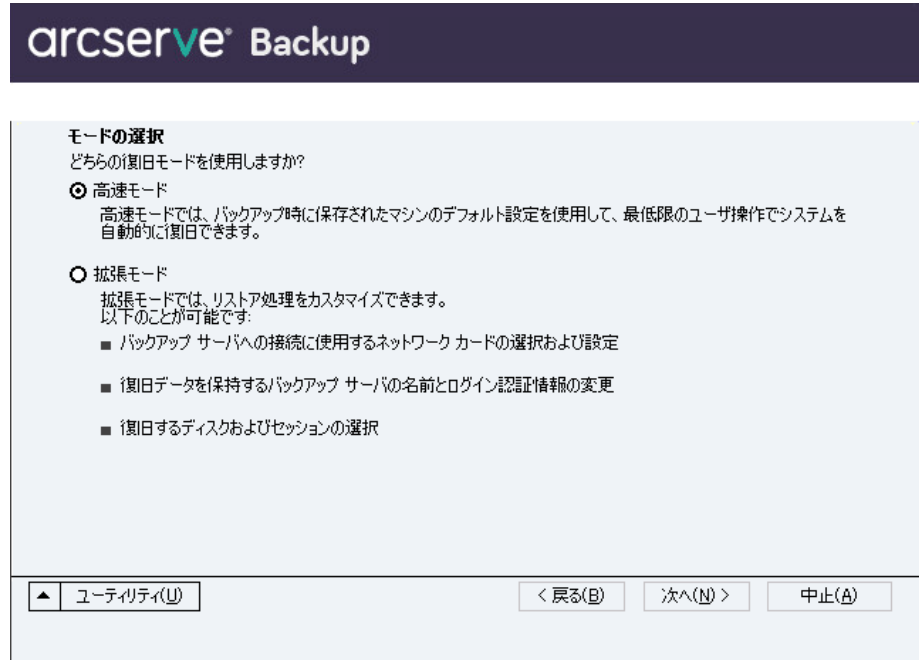 arcserve® Backup
モードの選択
どちらの復旧モードを使用しますか?
高速モード
高速モードでは、バックアップ時に保存されたマシンのデフォルト設定を使用して、最低限のユーザ操作でシステムを
自動的に復旧できます。
拡張モード
拡張モードでは、リストア処理をカスタマイズできます。
以下のことが可能です:
■ バックアップ サーバへの接続に使用するネットワーク カードの選択および設定
■ 復旧データを保持するバックアップ サーバの名前とログイン認証情報の変更
■ 復旧するディスクおよびセッションの選択
▲ ユーティリティ(U) < 戻る(B) 次へ(N) > 中止(A)